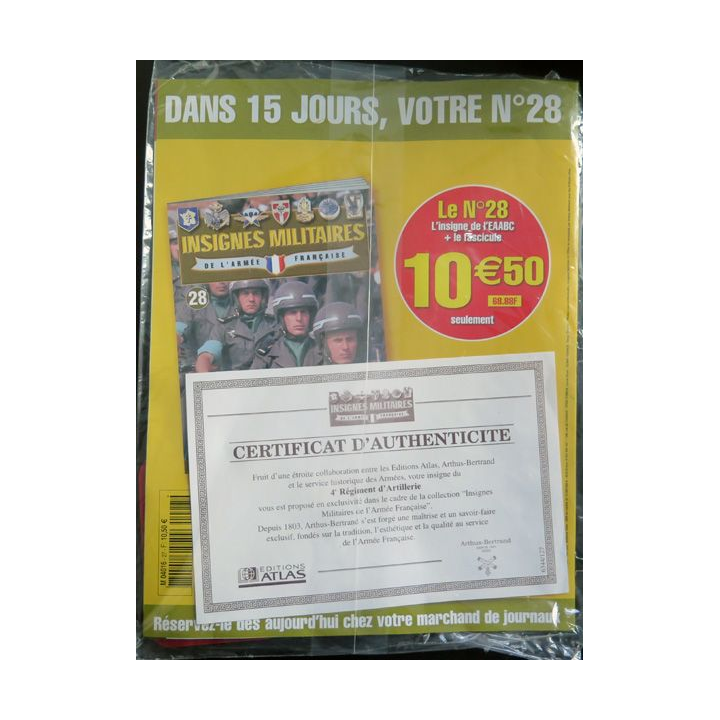 DANS 15 JOURS, VOTRE N°28
INSIGNES MILITAIRES
DE L'ARMÉE FRANÇAISE
28
Le N°28
L'insigne de l'EAABC
+ le fascicule
10€50
68.88F
seulement
INSIGNES MILITAIRES
CERTIFICAT D'AUTHENTICITE
Fruit d'une étroite collaboration entre les Editions Atlas, Arthus-Bertrand
et le service historique des Armées, votre insigne du
4e Régiment d'Artillerie
vous est proposé en exclusivité dans le cadre de la collection "Insignes
Militaires de l'Armée Française".
Depuis 1803, Arthus-Bertrand s'est forgé une maîtrise et un savoir-faire
exclusif, fondés sur la tradition, l'esthétique et la qualité au service
de l'Armée Française.
EDITIONS
ATLAS
Arthus-Bertrand
M 04016 - 27 - F: 10,50 €
Réservez-le dès aujourd'hui chez votre marchand de journaux